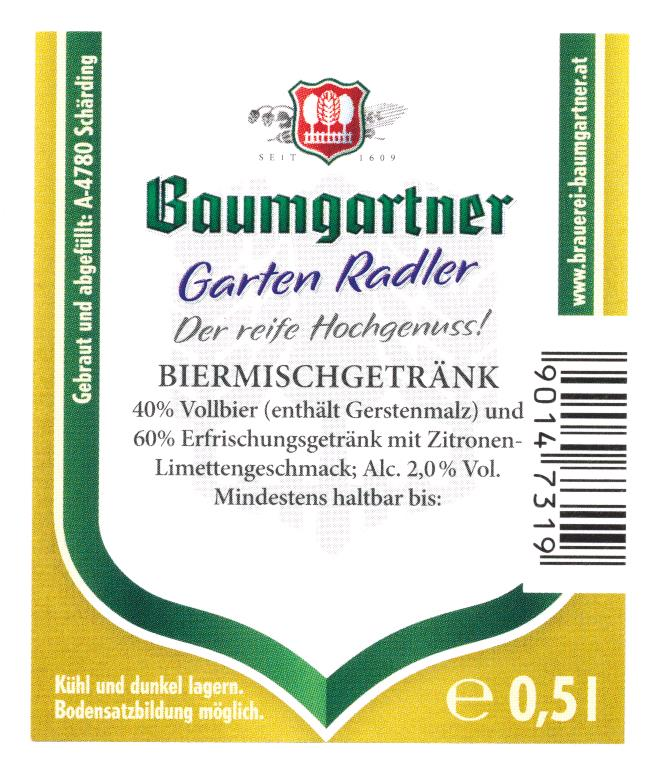 Gebraut und abgefüllt: A-4780 Schärding
www.brauerei-baumgartner.at
SEIT 1609
Baumgartner
Garten Radler
Der reife Hochgenuss!
BIERMISCHGETRÄNK
40% Vollbier (enthält Gerstenmalz) und
60% Erfrischungsgetränk mit Zitronen-
Limettengeschmack; Alc. 2,0% Vol.
Mindestens haltbar bis:
90147319
Kühl und dunkel lagern.
Bodensatzbildung möglich.
℮ 0,5 l